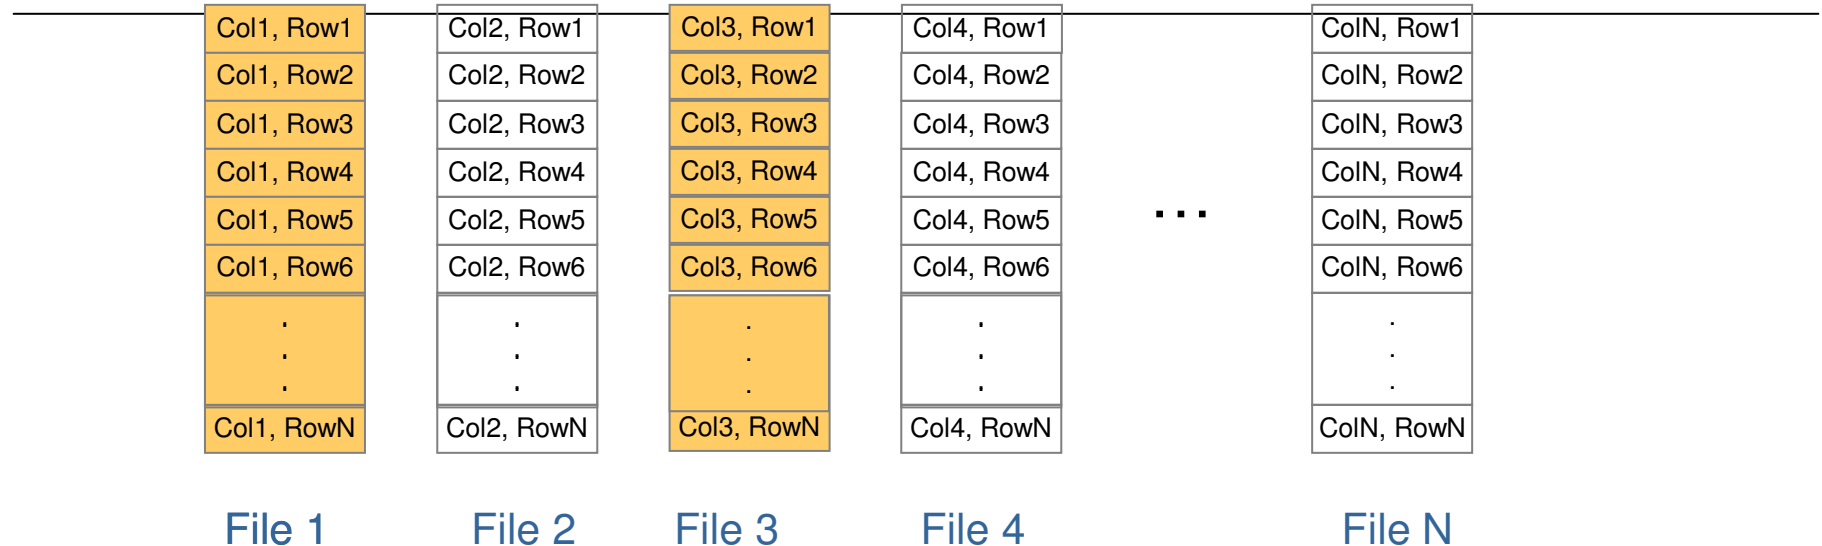 Col1, Row1 Col2, Row1 Col3, Row1 Col4, Row1 ColN, Row1
Col1, Row2 Col2, Row2 Col3, Row2 Col4, Row2 ColN, Row2
Col1, Row3 Col2, Row3 Col3, Row3 Col4, Row3 ColN, Row3
Col1, Row4 Col2, Row4 Col3, Row4 Col4, Row4 ColN, Row4
Col1, Row5 Col2, Row5 Col3, Row5 Col4, Row5 ... ColN, Row5
Col1, Row6 Col2, Row6 Col3, Row6 Col4, Row6 ColN, Row6
. . . . .
. . . . .
. . . . .
Col1, RowN Col2, RowN Col3, RowN Col4, RowN ColN, RowN
File 1 File 2 File 3 File 4 File N